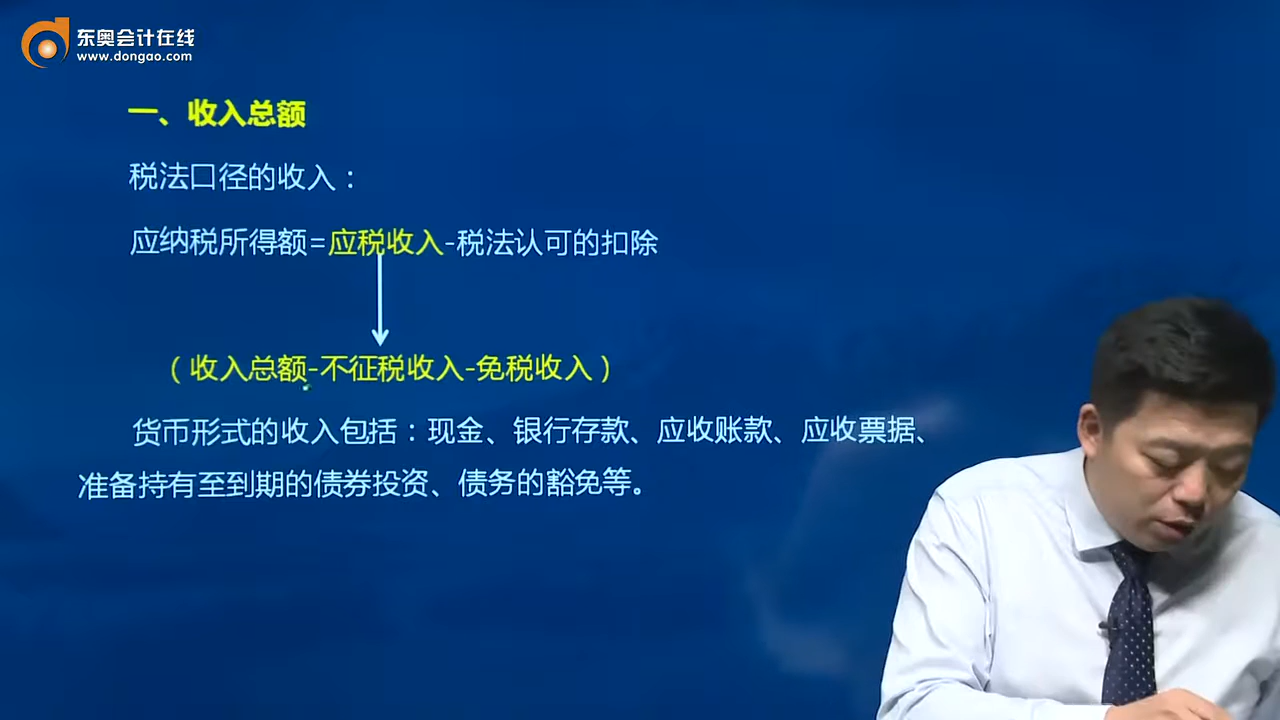 东奥会计在线
www.dongao.com
一、收入总额
税法口径的收入：
应纳税所得额=应税收入-税法认可的扣除
（收入总额-不征税收入-免税收入）
货币形式的收入包括：现金、银行存款、应收账款、应收票据、
准备持有至到期的债券投资、债务的豁免等。